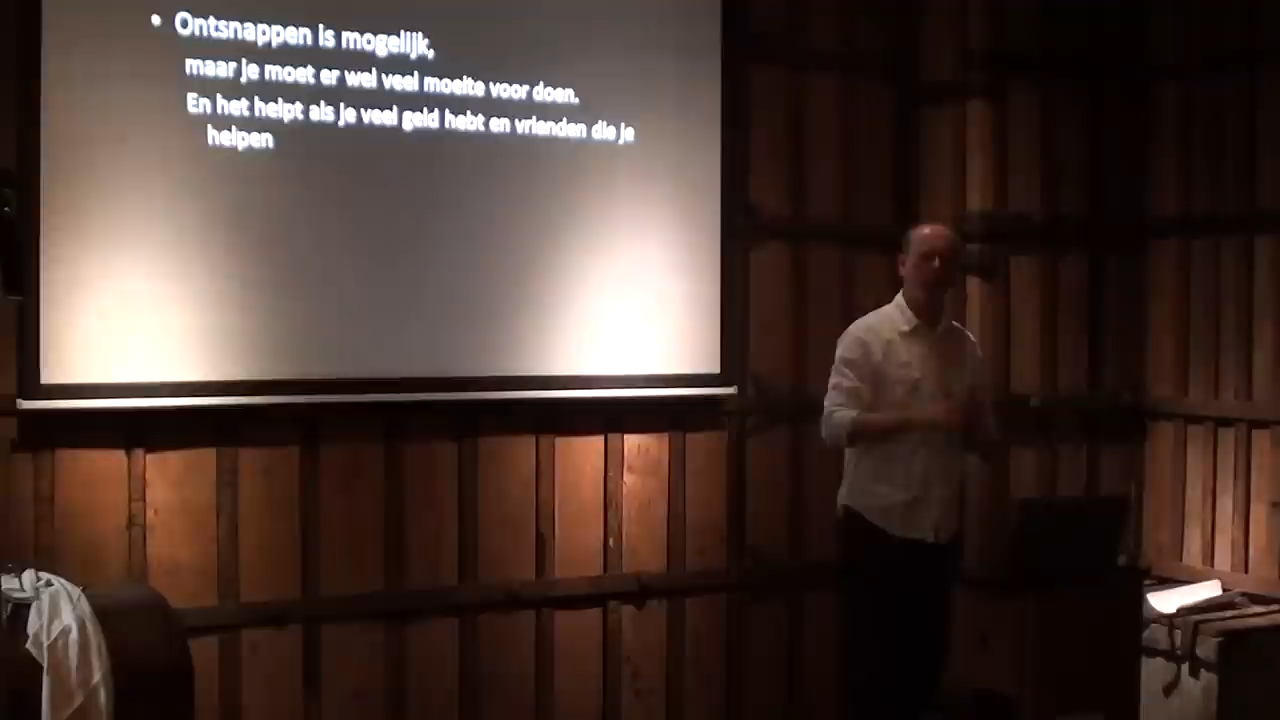 • Ontsnappen is mogelijk,
maar je moet er wel veel moeite voor doen.
En het helpt als je veel geld hebt en vrienden die je
helpen